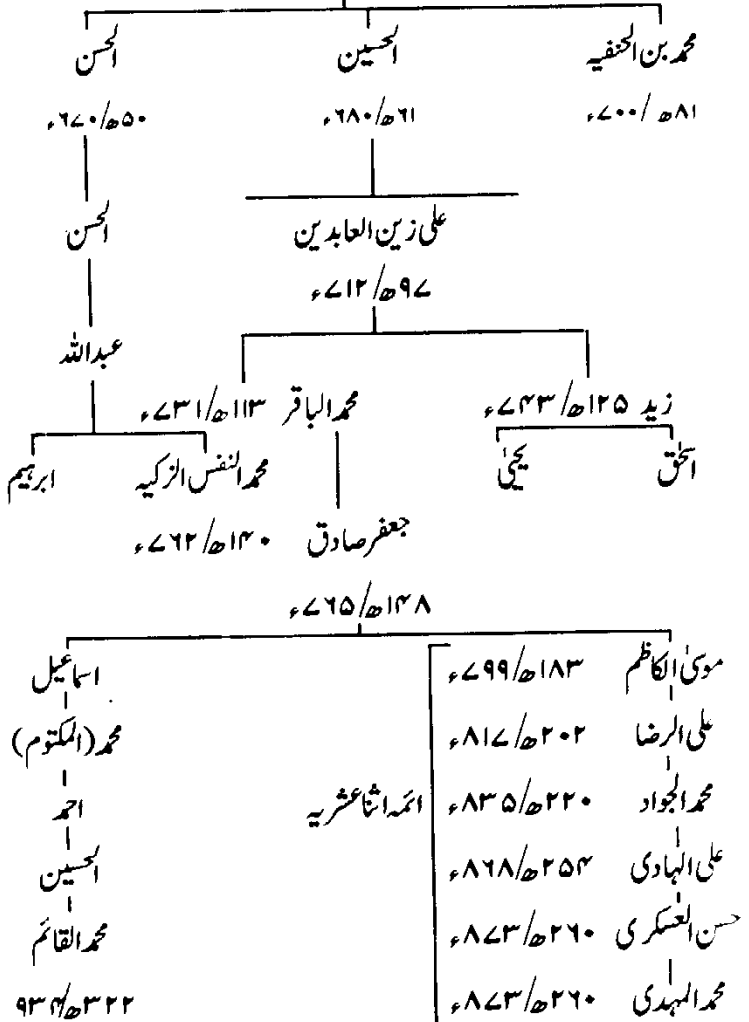 محمد بن الحنفیہ الحسین الحسن
۸۱ھ/۷۰۰ء ۶۱ھ/۶۸۰ء ۵۰ھ/۶۷۰ء
علی زین العابدین الحسن
۹۷ھ/۷۱۲ء
عبداللہ
زید ۱۲۵ھ/۷۴۳ء محمد الباقر ۱۱۳ھ/۷۳۱ء
اسحٰق یحییٰ محمد النفس الزکیہ ابرہیم
جعفر صادق ۱۴۰ھ/۷۶۲ء
۱۴۸ھ/۷۶۵ء
موسیٰ الکاظم ۱۸۳ھ/۷۹۹ء اسماعیل
علی الرضا ۲۰۲ھ/۸۱۷ء محمد (المکتوم)
محمد الجواد ۲۲۰ھ/۸۳۵ء ائمہ اثنا عشریہ احمد
علی الہادی ۲۵۴ھ/۸۶۸ء الحسین
حسن العسکری ۲۶۰ھ/۸۷۳ء محمد القائم
محمد المہدی ۲۶۰ھ/۸۷۳ء ۳۲۲ھ/۹۳۴